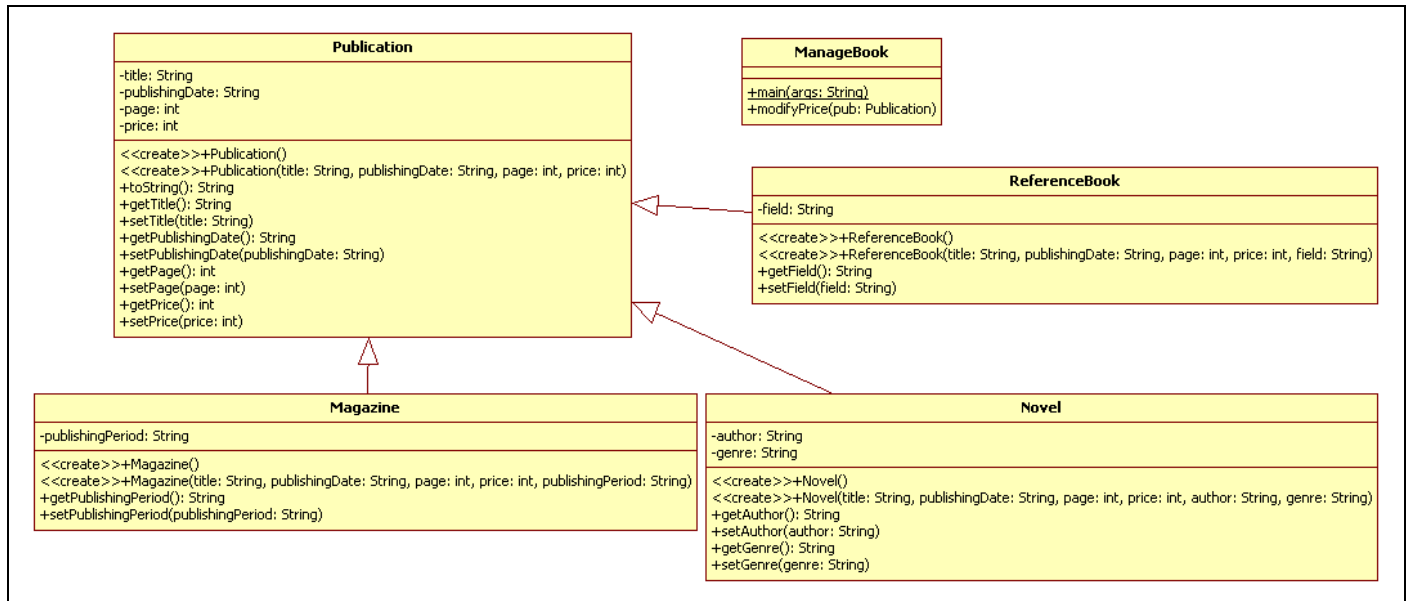 Publication
-title: String
-publishingDate: String
-page: int
-price: int
<<create>>+Publication()
<<create>>+Publication(title: String, publishingDate: String, page: int, price: int)
+toString(): String
+getTitle(): String
+setTitle(title: String)
+getPublishingDate(): String
+setPublishingDate(publishingDate: String)
+getPage(): int
+setPage(page: int)
+getPrice(): int
+setPrice(price: int)
ManageBook
+main(args: String)
+modifyPrice(pub: Publication)
ReferenceBook
-field: String
<<create>>+ReferenceBook()
<<create>>+ReferenceBook(title: String, publishingDate: String, page: int, price: int, field: String)
+getField(): String
+setField(field: String)
Magazine
-publishingPeriod: String
<<create>>+Magazine()
<<create>>+Magazine(title: String, publishingDate: String, page: int, price: int, publishingPeriod: String)
+getPublishingPeriod(): String
+setPublishingPeriod(publishingPeriod: String)
Novel
-author: String
-genre: String
<<create>>+Novel()
<<create>>+Novel(title: String, publishingDate: String, page: int, price: int, author: String, genre: String)
+getAuthor(): String
+setAuthor(author: String)
+getGenre(): String
+setGenre(genre: String)